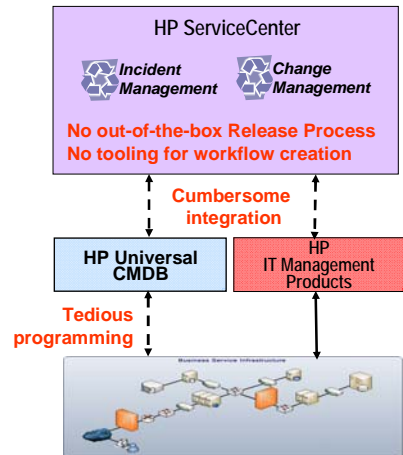 HP ServiceCenter
Incident
Management
Change
Management
No out-of-the-box Release Process
No tooling for workflow creation
Cumbersome
integration
HP Universal
CMDB
HP
IT Management
Products
Tedious
programming
Business Service Infrastructure